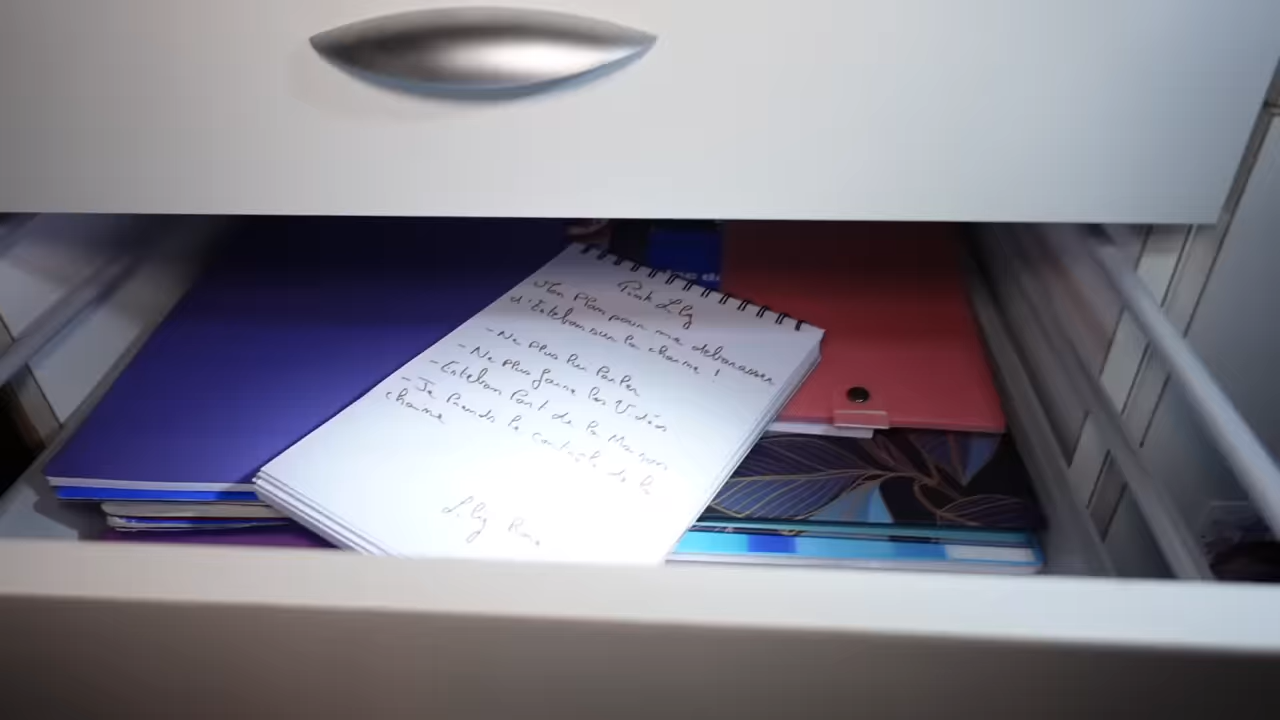 Pink Lily
Mon Plan pour me debarasser
d'Esteban sur la chaine !
- Ne plus lui Parler
- Ne plus faire les Vidéos
- Esteban Part de la Maison
- Je Prends le contrôle de la
chaine
Lily Rose